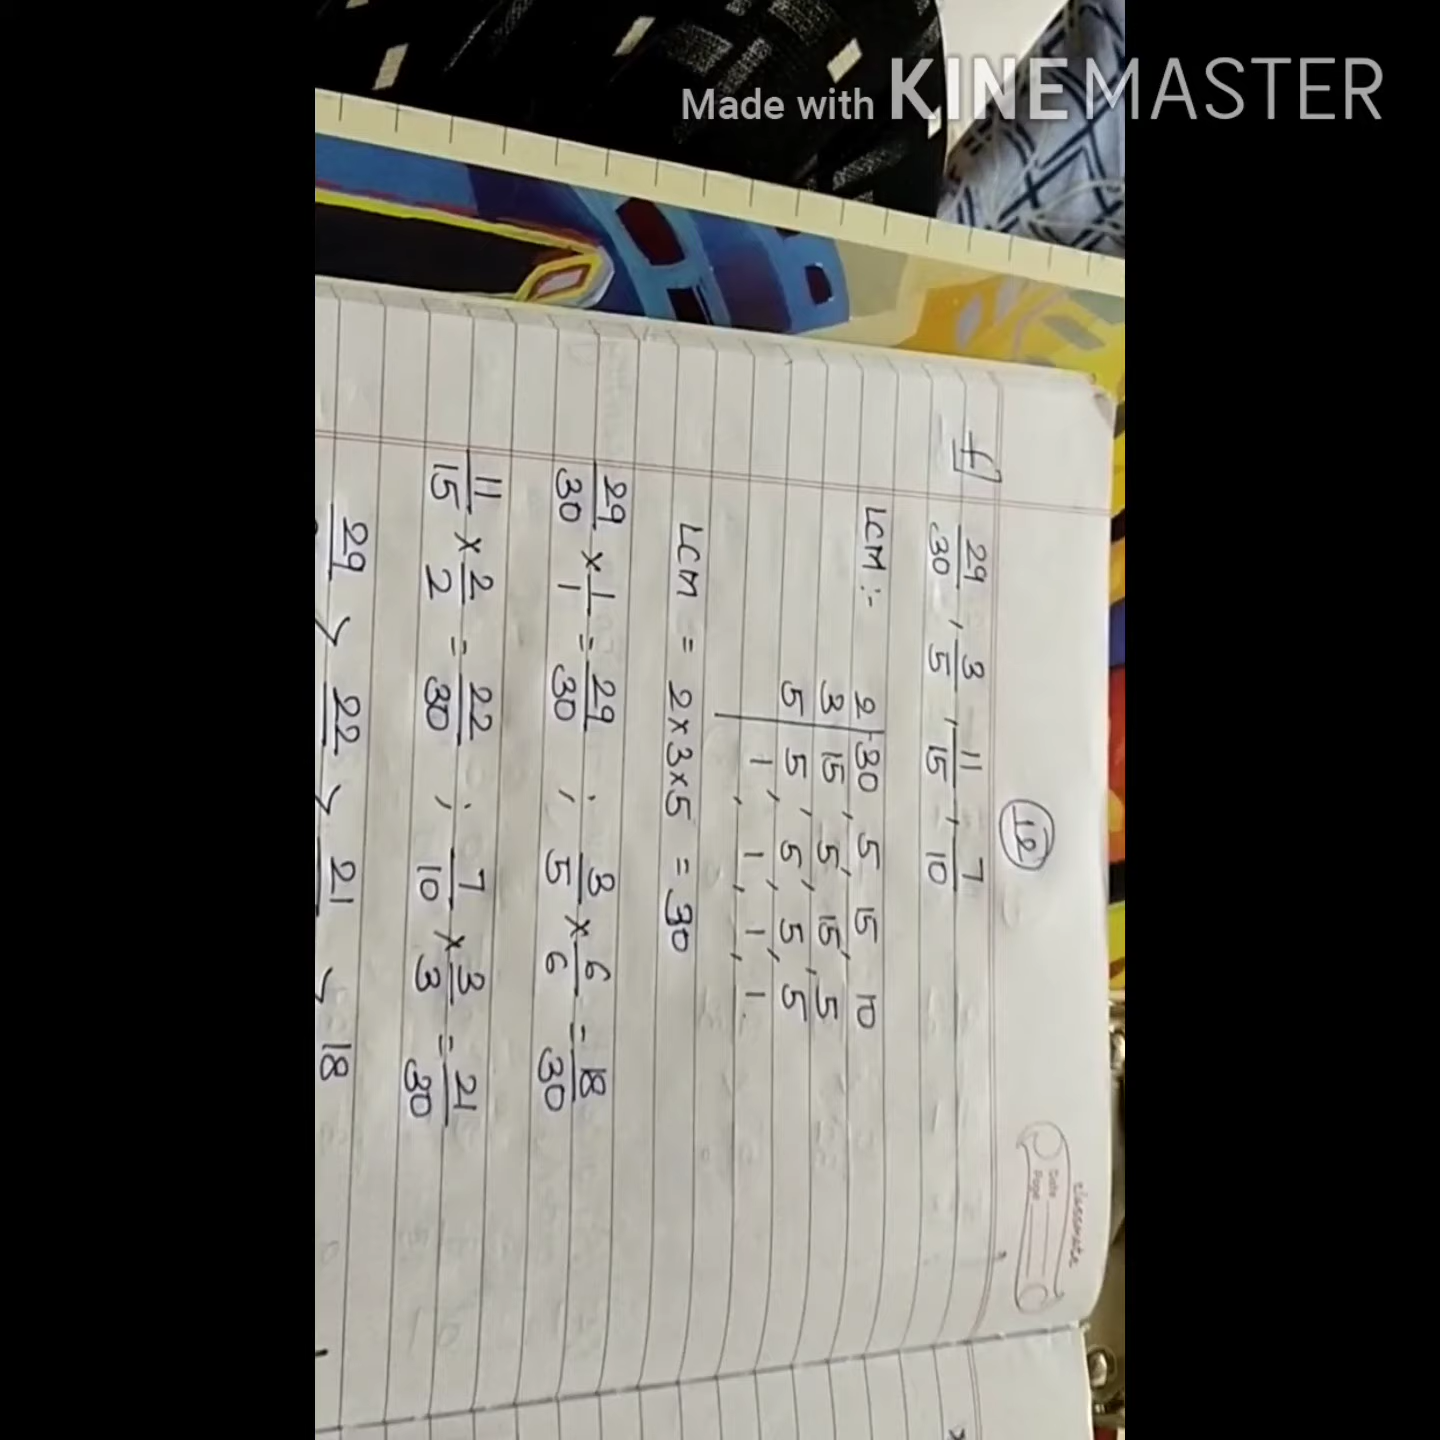 Made with KINEMASTER
12
classmate
Date
Page
f] 29/30 , 3/5 , 11/15 , 7/10
LCM :-
2 | 30, 5, 15, 10
3 | 15, 5, 15, 5
5 | 5, 5, 5, 5
1, 1, 1, 1
LCM = 2×3×5 = 30
29/30 × 1/1 = 29/30 ; 3/5 × 6/6 = 18/30
11/15 × 2/2 = 22/30 ; 7/10 × 3/3 = 21/30
29 > 22 > 21 > 18